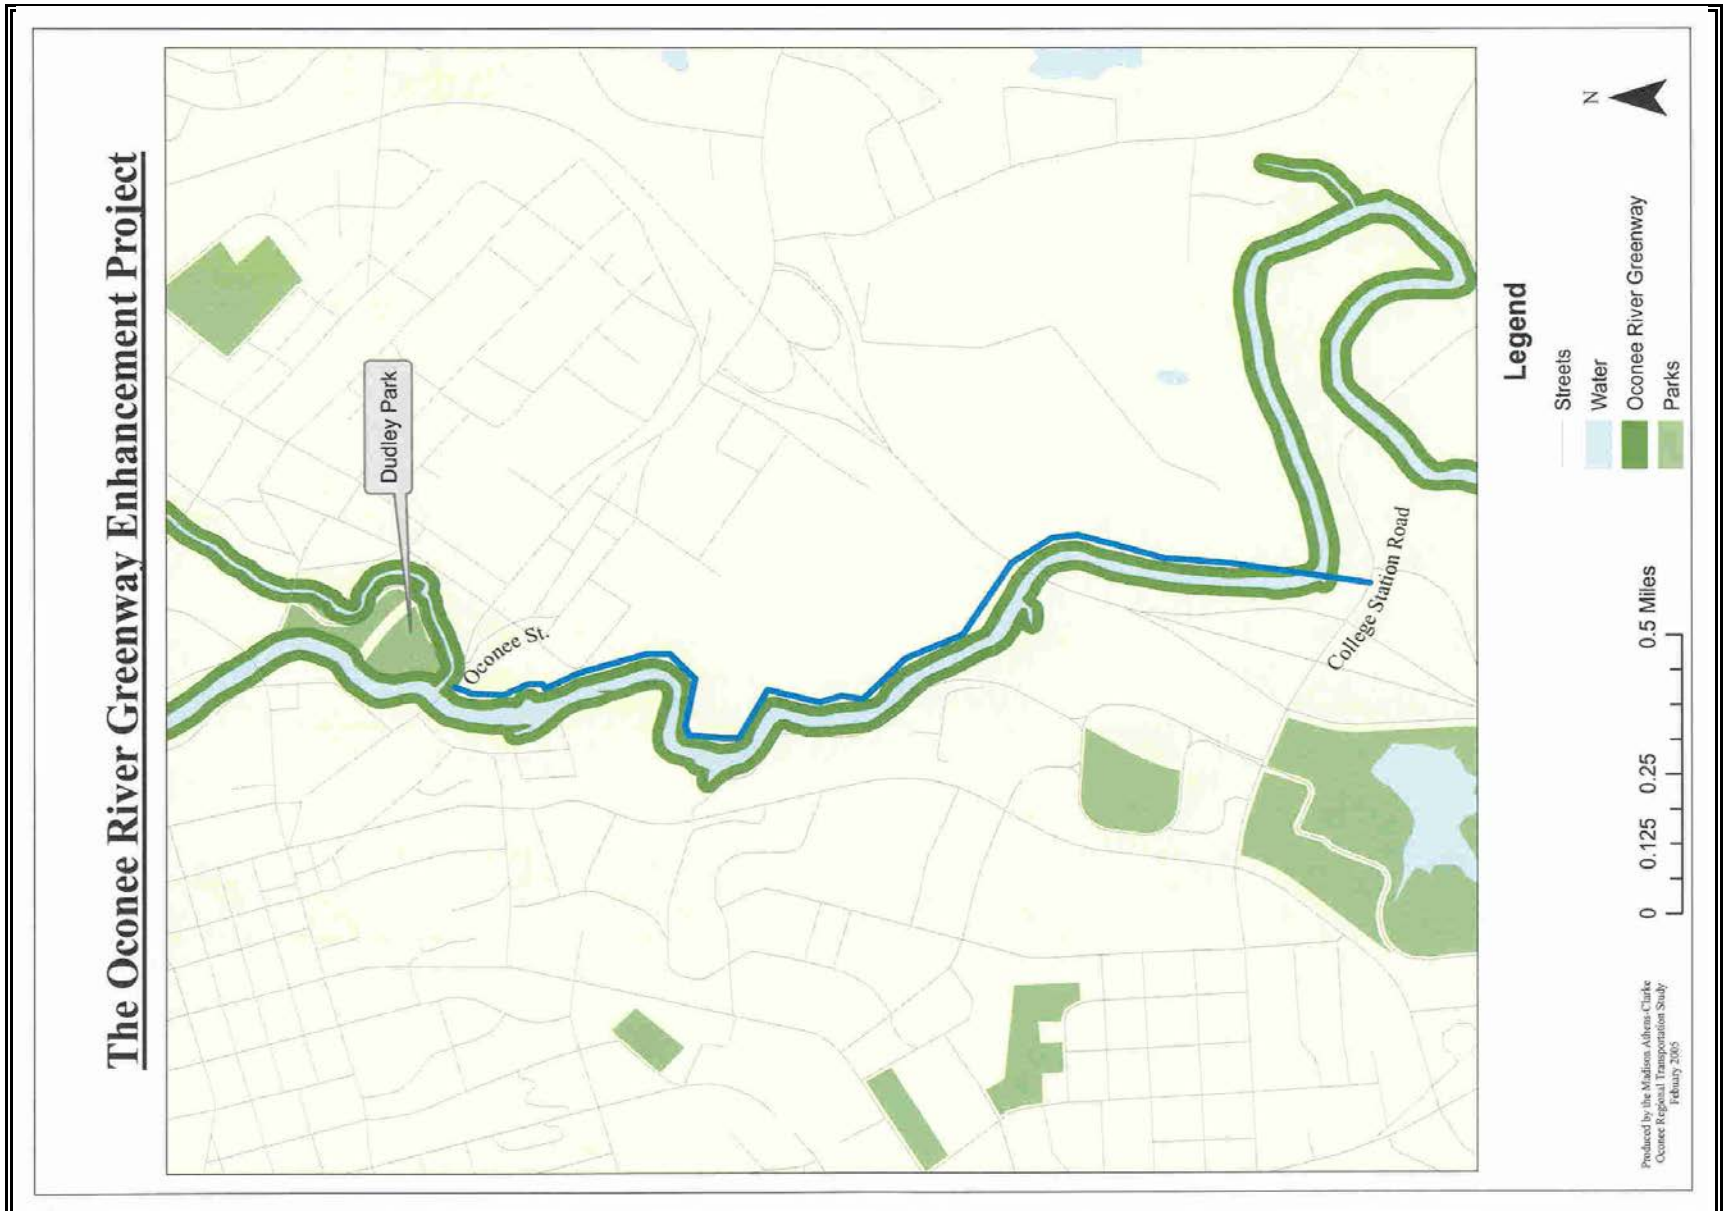 The Oconee River Greenway Enhancement Project
Dudley Park
Oconee St.
College Station Road
N
Legend
Streets
Water
Oconee River Greenway
Parks
0 0.125 0.25 0.5 Miles
Produced by the Madison Athens-Clarke
Oconee Regional Transportation Study
Febuary 2005